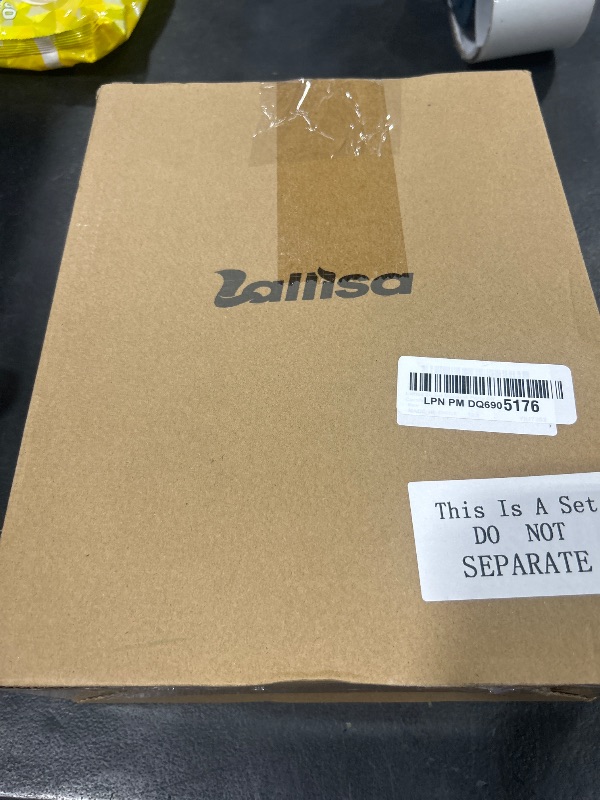 Lallisa
LPN PM DQ6905176
This Is A Set
DO NOT
SEPARATE